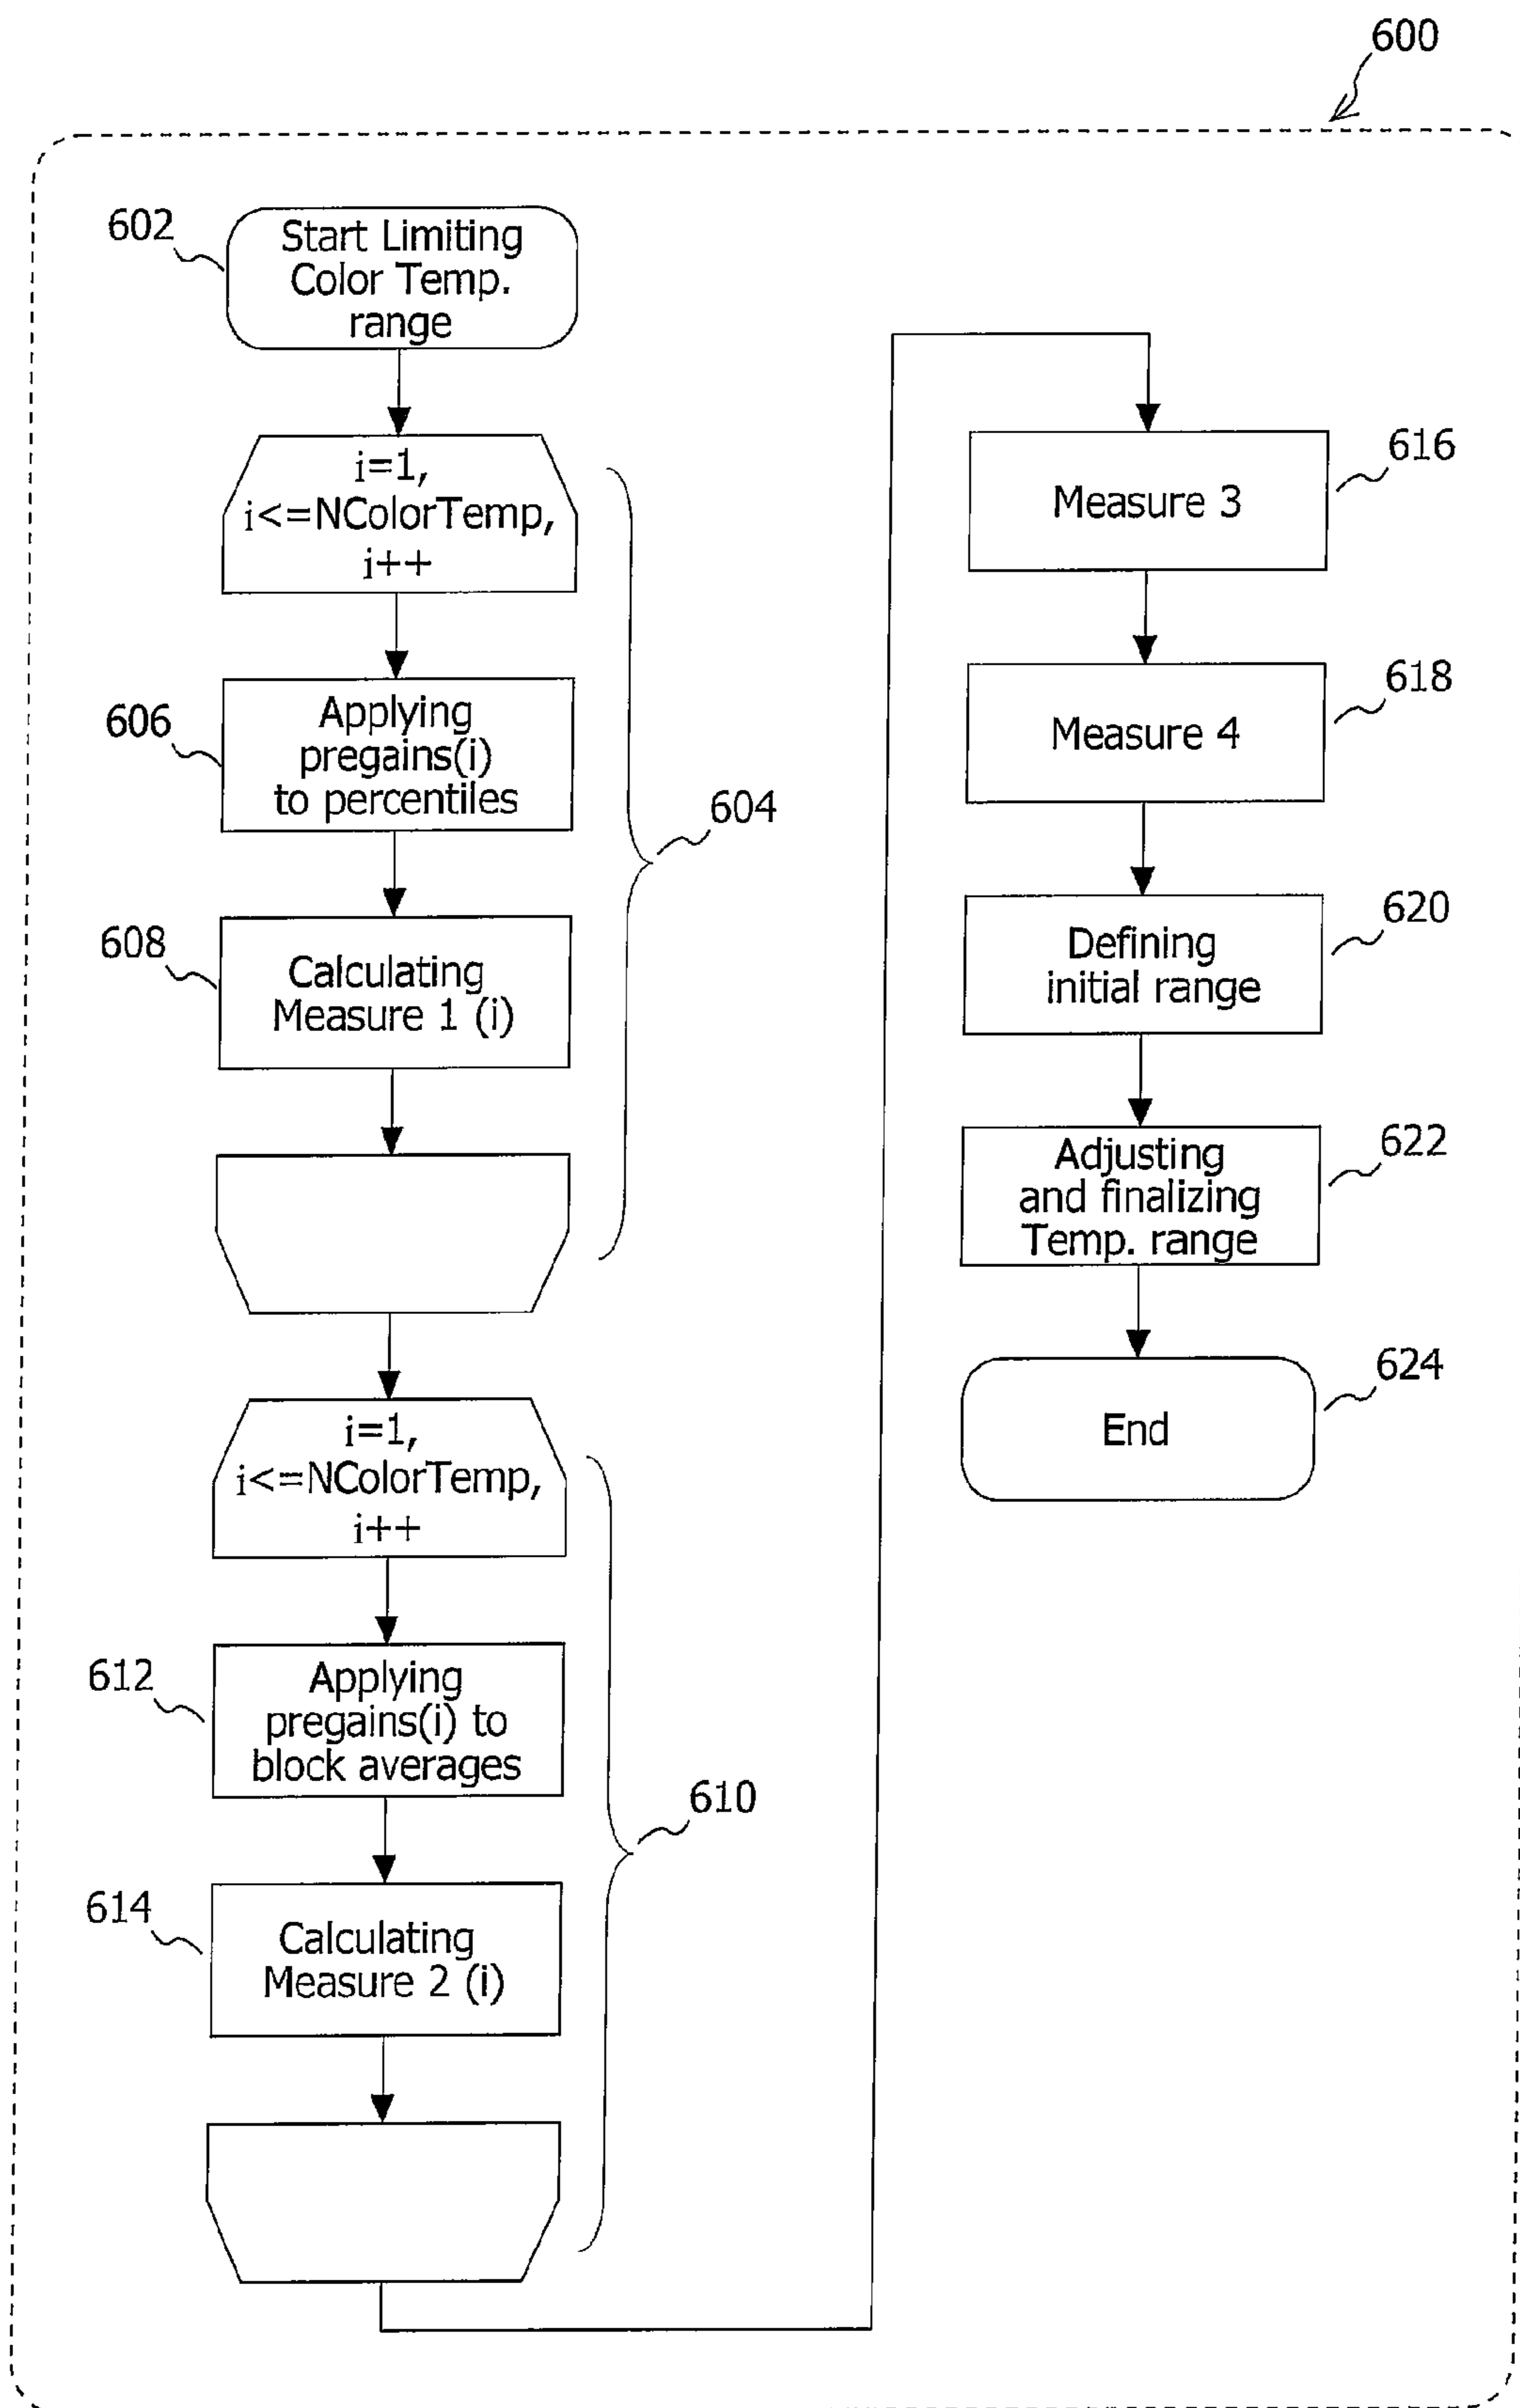 600
602
Start Limiting
Color Temp.
range
i=1,
i<=NColorTemp,
i++
606
Applying
pregains(i)
to percentiles
604
608
Calculating
Measure 1 (i)
i=1,
i<=NColorTemp,
i++
612
Applying
pregains(i) to
block averages
610
614
Calculating
Measure 2 (i)
616
Measure 3
618
Measure 4
620
Defining
initial range
622
Adjusting
and finalizing
Temp. range
624
End